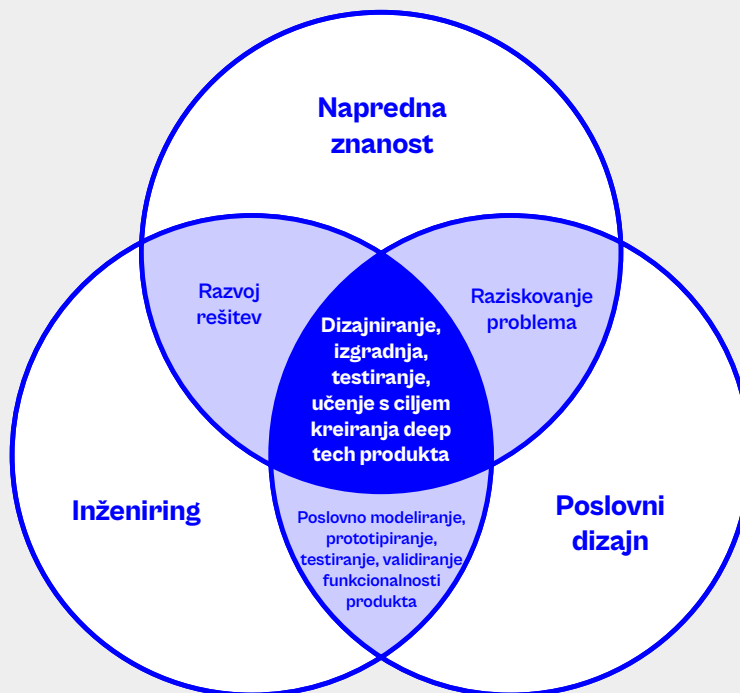 Napredna
znanost
Razvoj
rešitev
Raziskovanje
problema
Dizajniranje,
izgradnja,
testiranje,
učenje s ciljem
kreiranja deep
tech produkta
Inženiring
Poslovni
dizajn
Poslovno modeliranje,
prototipiranje,
testiranje, validiranje
funkcionalnosti
produkta